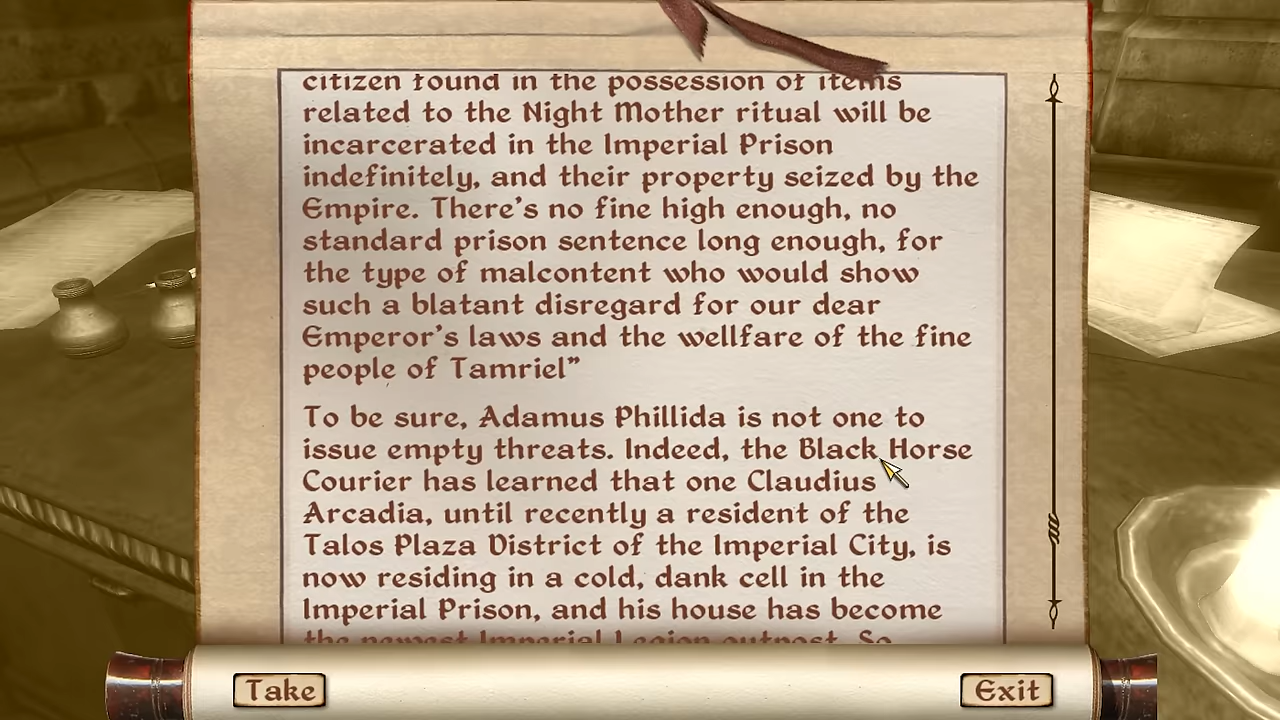 citizen found in the possession of items
related to the Night Mother ritual will be
incarcerated in the Imperial Prison
indefinitely, and their property seized by the
Empire. There's no fine high enough, no
standard prison sentence long enough, for
the type of malcontent who would show
such a blatant disregard for our dear
Emperor's laws and the wellfare of the fine
people of Tamriel"
To be sure, Adamus Phillida is not one to
issue empty threats. Indeed, the Black Horse
Courier has learned that one Claudius
Arcadia, until recently a resident of the
Talos Plaza District of the Imperial City, is
now residing in a cold, dank cell in the
Imperial Prison, and his house has become
the newest Imperial Legion outpost. So
Take
Exit